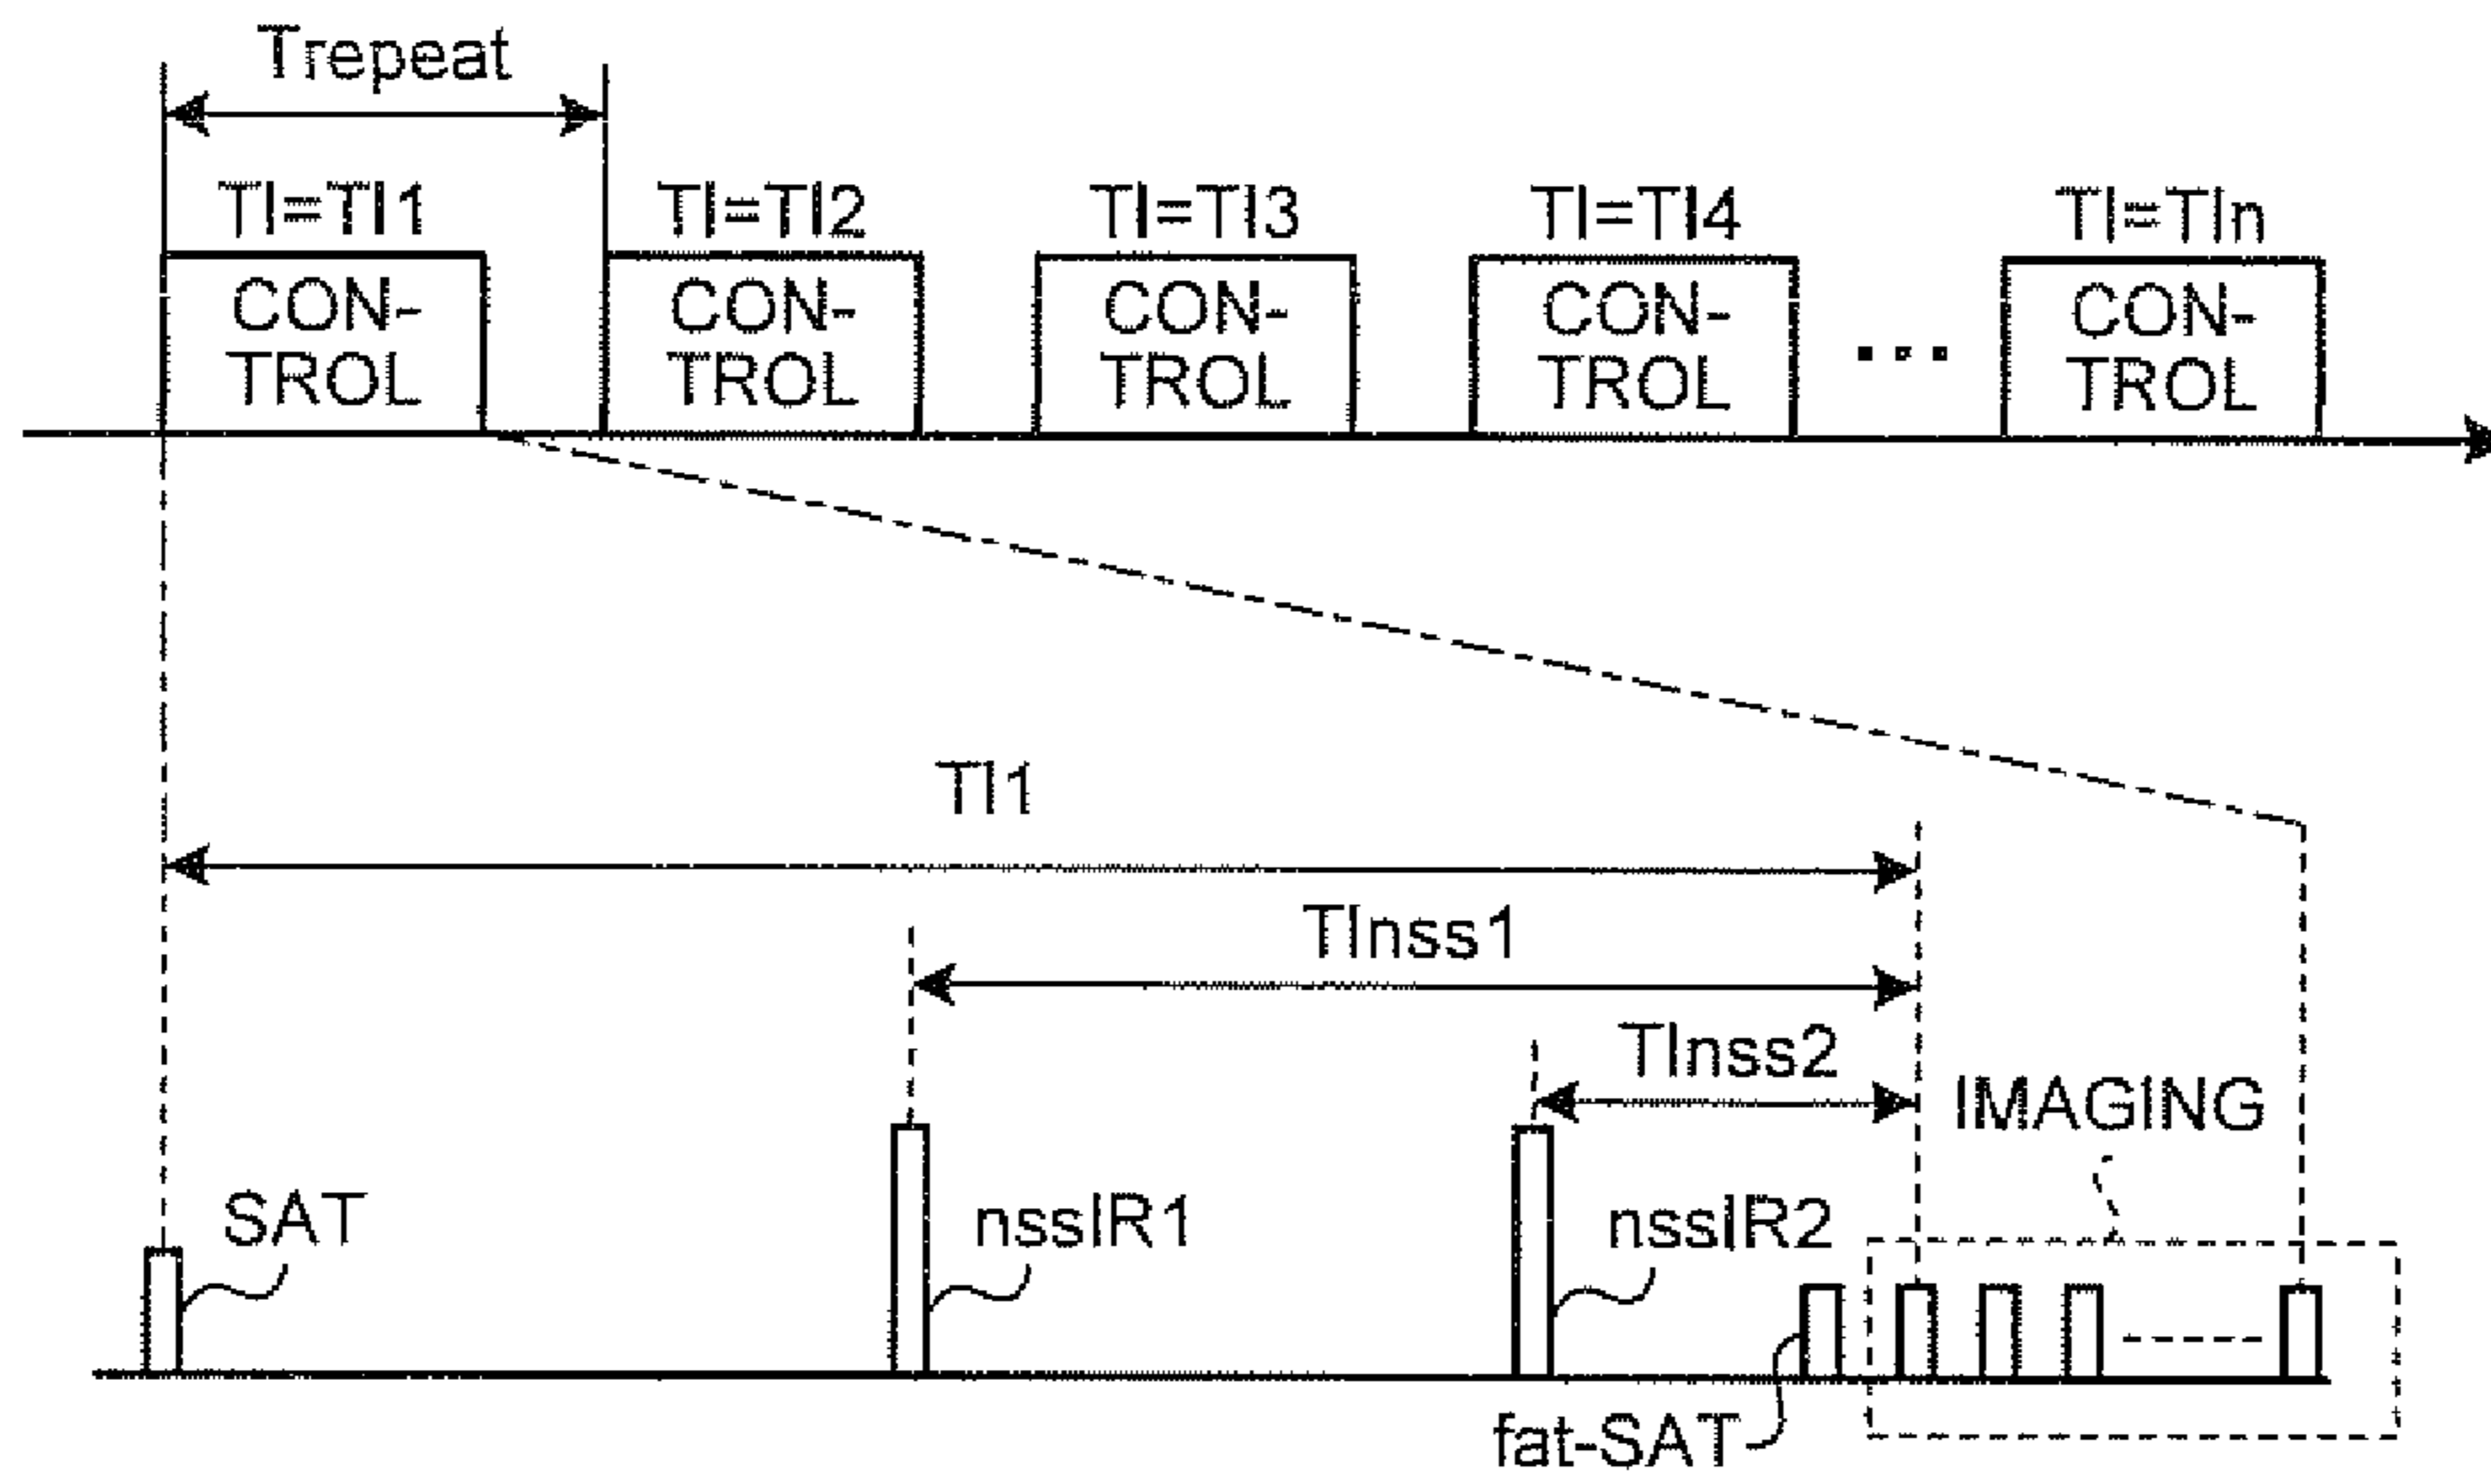 Trepeat
TI=TI1 TI=TI2 TI=TI3 TI=TI4 TI=TIn
CON- CON- CON- CON- CON-
TROL TROL TROL TROL ... TROL
TI1
TInss1
TInss2
IMAGING
SAT nssIR1 nssIR2
fat-SAT